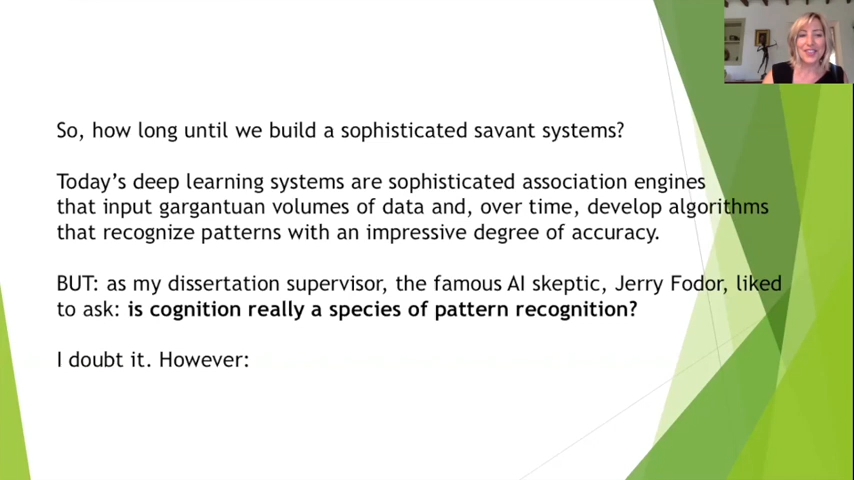 So, how long until we build a sophisticated savant systems?
Today's deep learning systems are sophisticated association engines
that input gargantuan volumes of data and, over time, develop algorithms
that recognize patterns with an impressive degree of accuracy.
BUT: as my dissertation supervisor, the famous AI skeptic, Jerry Fodor, liked
to ask: is cognition really a species of pattern recognition?
I doubt it. However: